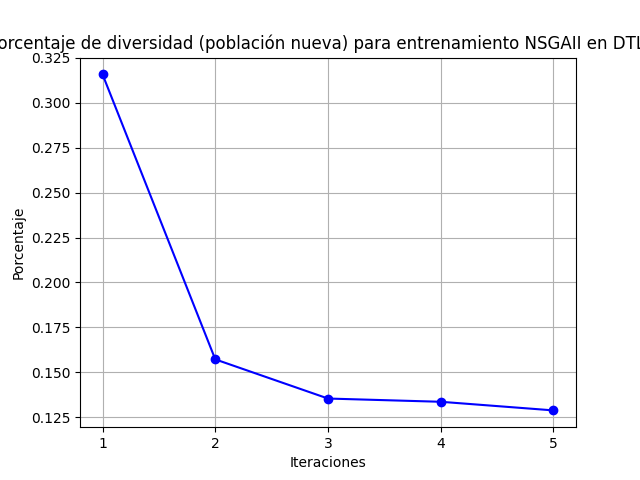 orcentaje de diversidad (población nueva) para entrenamiento NSGAII en DTL
0.325
0.300
0.275
0.250
0.225
0.200
0.175
0.150
0.125
Porcentaje
1 2 3 4 5
Iteraciones